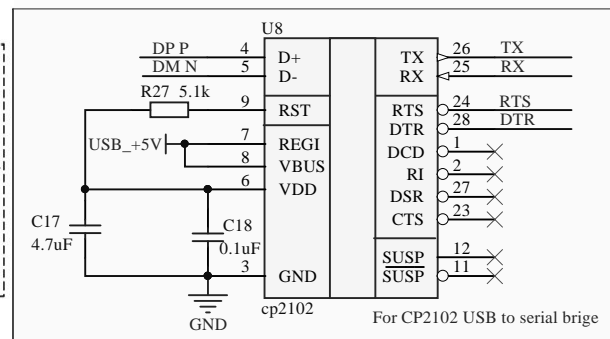 U8
DP P 4 D+ TX 26 TX
DM N 5 D- RX 25 RX
R27 5.1k 9 RST RTS 24 RTS
DTR 28 DTR
USB_+5V 7 REGI DCD 1
8 VBUS RI 2
6 VDD DSR 27
C17 C18 CTS 23
4.7uF 0.1uF
SUSP 12
3 GND SUSP 11
GND cp2102 For CP2102 USB to serial brige